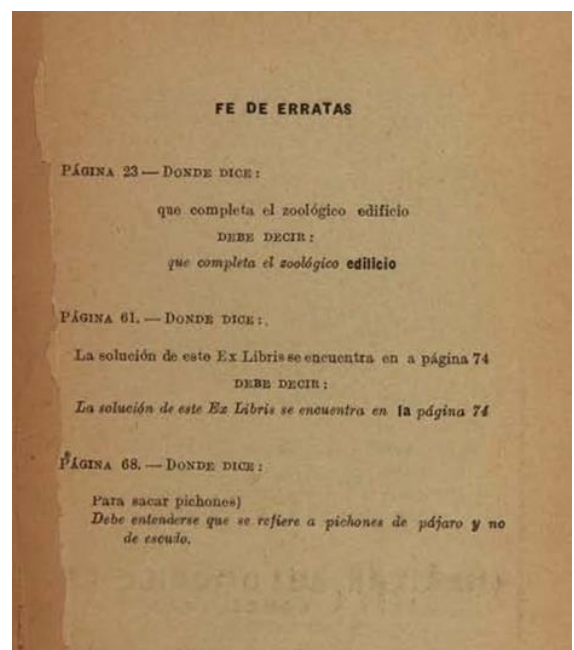 FE DE ERRATAS
PÁGINA 23 — DONDE DICE:
que completa el zoológico edificio
DEBE DECIR:
que completa el zoológico edilicio
PÁGINA 61. — DONDE DICE:
La solución de este Ex Libris se encuentra en a página 74
DEBE DECIR:
La solución de este Ex Libris se encuentra en la página 74
PÁGINA 68. — DONDE DICE:
Para sacar pichones)
Debe entenderse que se refiere a pichones de pájaro y no
de escudo.